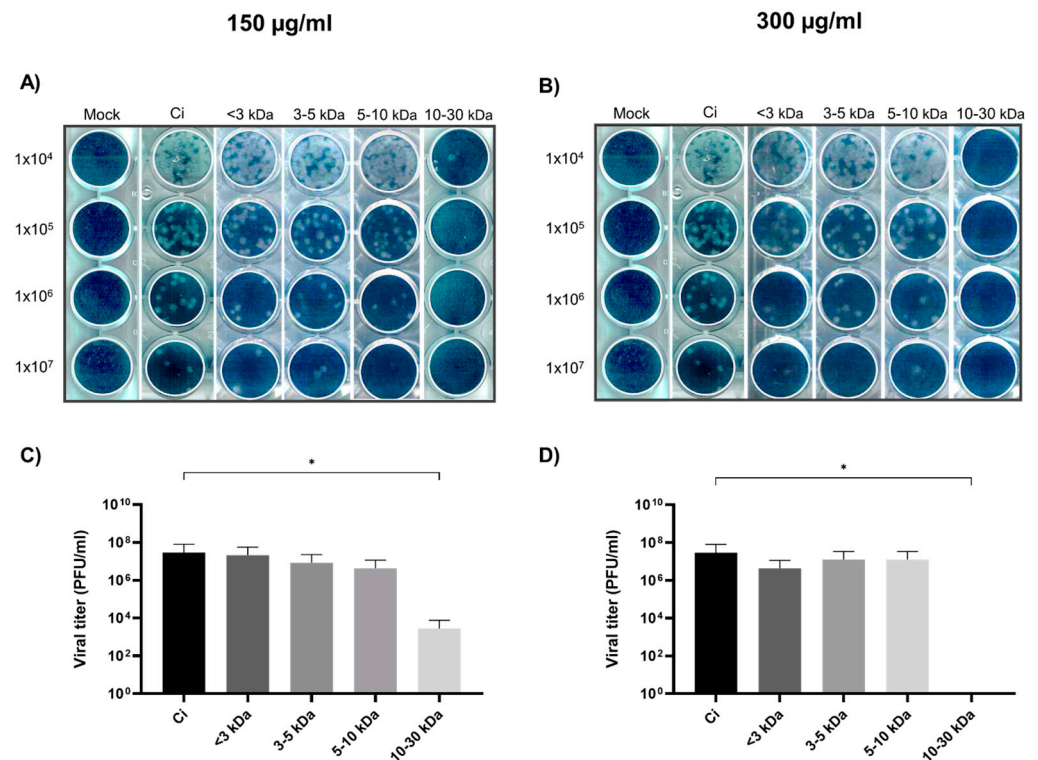 150 µg/ml
300 µg/ml
A)
Mock Ci <3 kDa 3-5 kDa 5-10 kDa 10-30 kDa
1x10⁴
1x10⁵
1x10⁶
1x10⁷
B)
Mock Ci <3 kDa 3-5 kDa 5-10 kDa 10-30 kDa
1x10⁴
1x10⁵
1x10⁶
1x10⁷
C)
*
Viral titer (PFU/ml)
10¹⁰
10⁸
10⁶
10⁴
10²
10⁰
Ci
<3 kDa
3-5 kDa
5-10 kDa
10-30 kDa
D)
*
Viral titer (PFU/ml)
10¹⁰
10⁸
10⁶
10⁴
10²
10⁰
Ci
<3 kDa
3-5 kDa
5-10 kDa
10-30 kDa